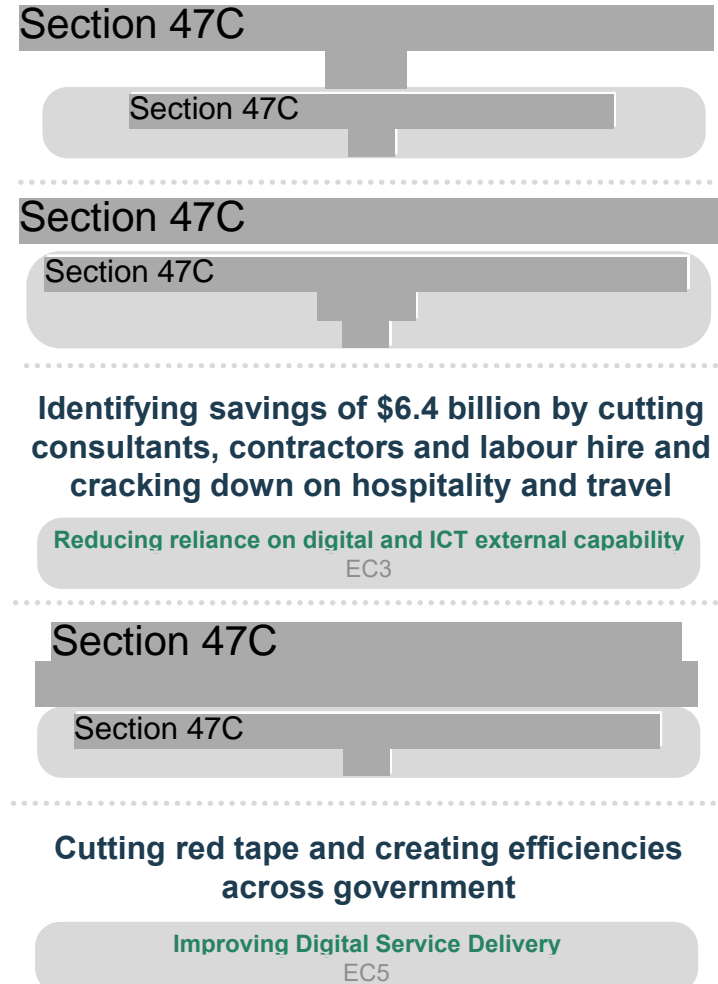 Section 47C
Section 47C
Section 47C
Section 47C
Identifying savings of $6.4 billion by cutting
consultants, contractors and labour hire and
cracking down on hospitality and travel
Reducing reliance on digital and ICT external capability
EC3
Section 47C
Section 47C
Cutting red tape and creating efficiencies
across government
Improving Digital Service Delivery
EC5